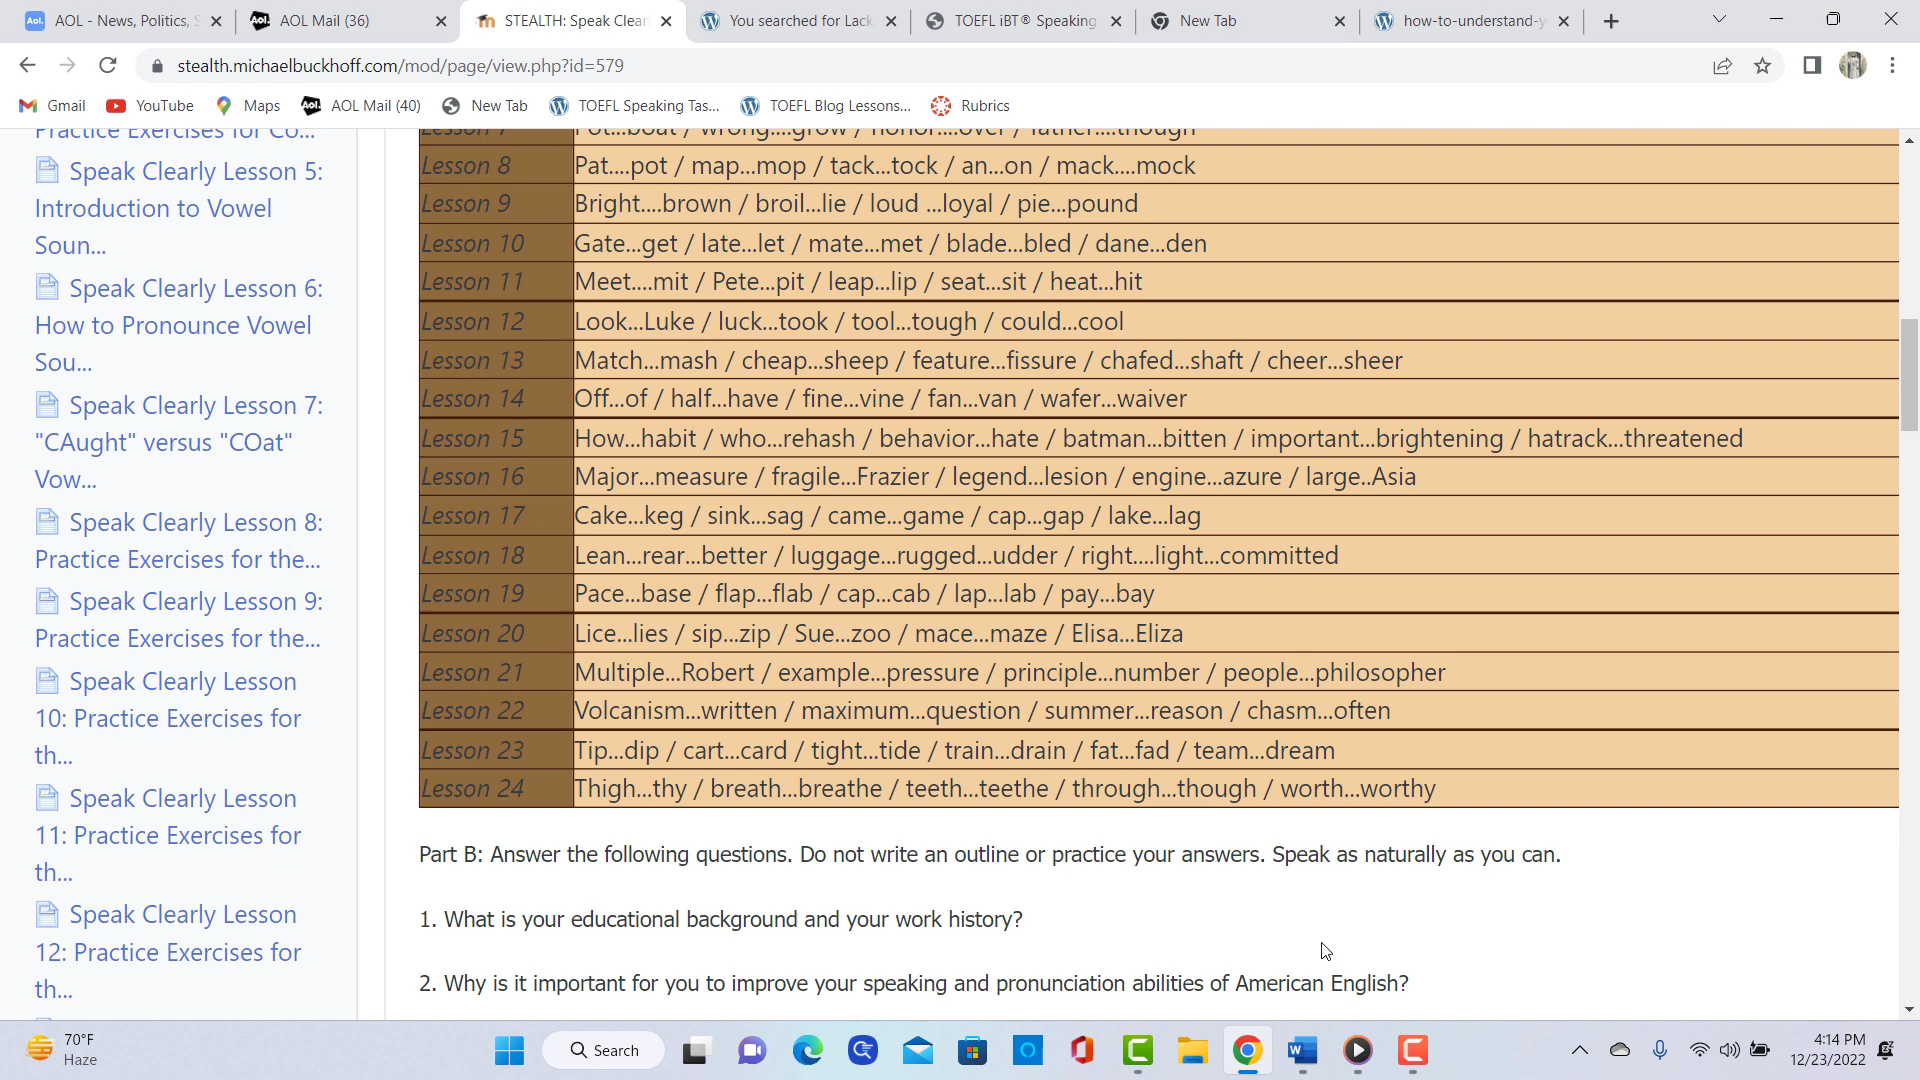 AOL - News, Politics, S
AOL Mail (36)
STEALTH: Speak Clear
You searched for Lack
TOEFL iBT® Speaking
New Tab
how-to-understand-y
stealth.michaelbuckhoff.com/mod/page/view.php?id=579
Gmail
YouTube
Maps
AOL Mail (40)
New Tab
TOEFL Speaking Tas...
TOEFL Blog Lessons...
Rubrics
Practice Exercises for Co...
Speak Clearly Lesson 5:
Introduction to Vowel
Soun...
Speak Clearly Lesson 6:
How to Pronounce Vowel
Sou...
Speak Clearly Lesson 7:
"CAught" versus "COat"
Vow...
Speak Clearly Lesson 8:
Practice Exercises for the...
Speak Clearly Lesson 9:
Practice Exercises for the...
Speak Clearly Lesson
10: Practice Exercises for
th...
Speak Clearly Lesson
11: Practice Exercises for
th...
Speak Clearly Lesson
12: Practice Exercises for
th...
Lesson 7 Pot...boat / wrong....grow / honor....over / father....though
Lesson 8 Pat....pot / map...mop / tack...tock / an...on / mack....mock
Lesson 9 Bright....brown / broil...lie / loud ...loyal / pie...pound
Lesson 10 Gate...get / late...let / mate...met / blade...bled / dane...den
Lesson 11 Meet....mit / Pete...pit / leap...lip / seat...sit / heat...hit
Lesson 12 Look...Luke / luck...took / tool...tough / could...cool
Lesson 13 Match...mash / cheap...sheep / feature...fissure / chafed...shaft / cheer...sheer
Lesson 14 Off...of / half...have / fine...vine / fan...van / wafer...waiver
Lesson 15 How...habit / who...rehash / behavior...hate / batman...bitten / important...brightening / hatrack...threatened
Lesson 16 Major...measure / fragile...Frazier / legend...lesion / engine...azure / large..Asia
Lesson 17 Cake...keg / sink...sag / came...game / cap...gap / lake...lag
Lesson 18 Lean...rear...better / luggage...rugged...udder / right....light...committed
Lesson 19 Pace...base / flap...flab / cap...cab / lap...lab / pay...bay
Lesson 20 Lice...lies / sip...zip / Sue...zoo / mace...maze / Elisa...Eliza
Lesson 21 Multiple...Robert / example...pressure / principle...number / people...philosopher
Lesson 22 Volcanism...written / maximum...question / summer...reason / chasm...often
Lesson 23 Tip...dip / cart...card / tight...tide / train...drain / fat...fad / team...dream
Lesson 24 Thigh...thy / breath...breathe / teeth...teethe / through...though / worth...worthy
Part B: Answer the following questions. Do not write an outline or practice your answers. Speak as naturally as you can.
1. What is your educational background and your work history?
2. Why is it important for you to improve your speaking and pronunciation abilities of American English?
70°F
Haze
Search
4:14 PM
12/23/2022